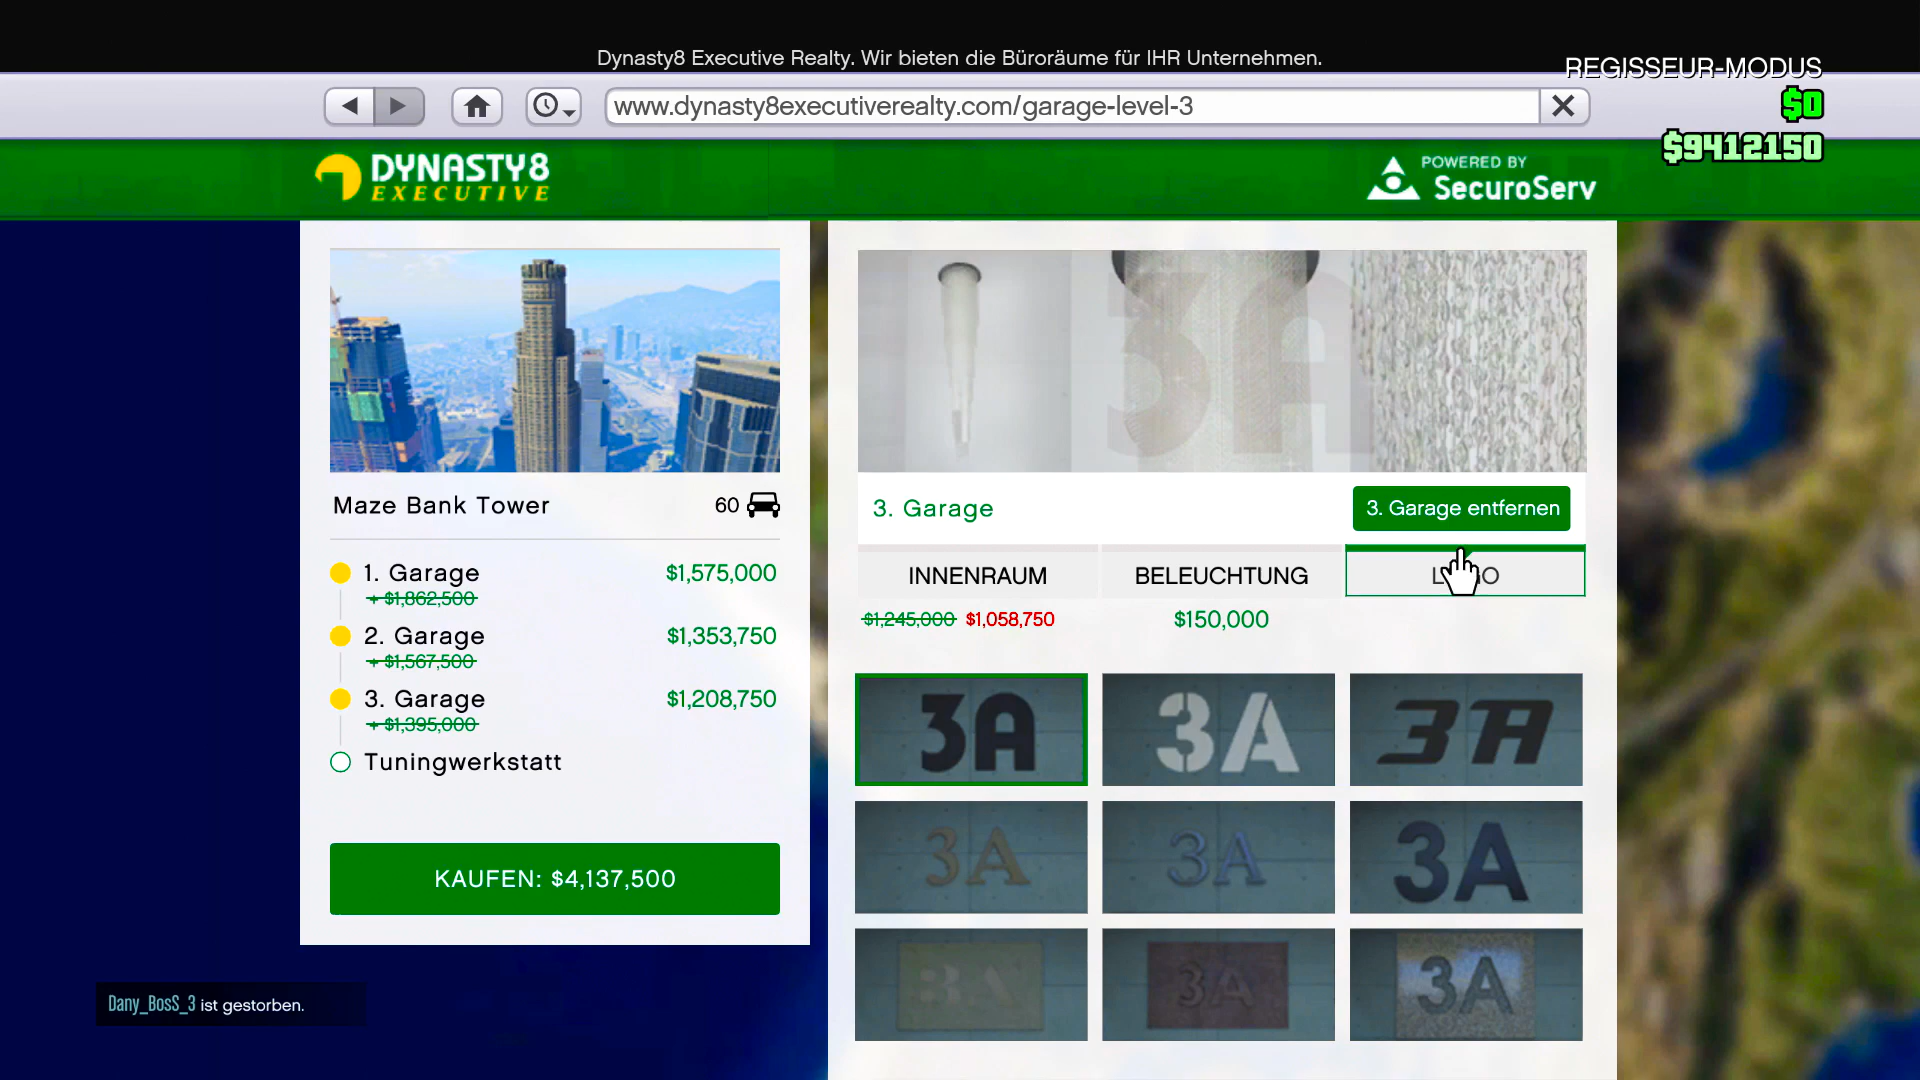 Dynasty8 Executive Realty. Wir bieten die Büroräume für IHR Unternehmen.
REGISSEUR-MODUS
$0
$9412150
www.dynasty8executiverealty.com/garage-level-3
DYNASTY8
EXECUTIVE
POWERED BY
SecuroServ
Maze Bank Tower
60
1. Garage
$1,575,000
+ $1,862,500
2. Garage
$1,353,750
+ $1,567,500
3. Garage
$1,208,750
+ $1,395,000
Tuningwerkstatt
KAUFEN: $4,137,500
3A
3. Garage
3. Garage entfernen
INNENRAUM
BELEUCHTUNG
$1,245,000 $1,058,750
$150,000
3A
3A
3A
3A
3A
3A
3A
3A
3A
Dany_BosS_3 ist gestorben.